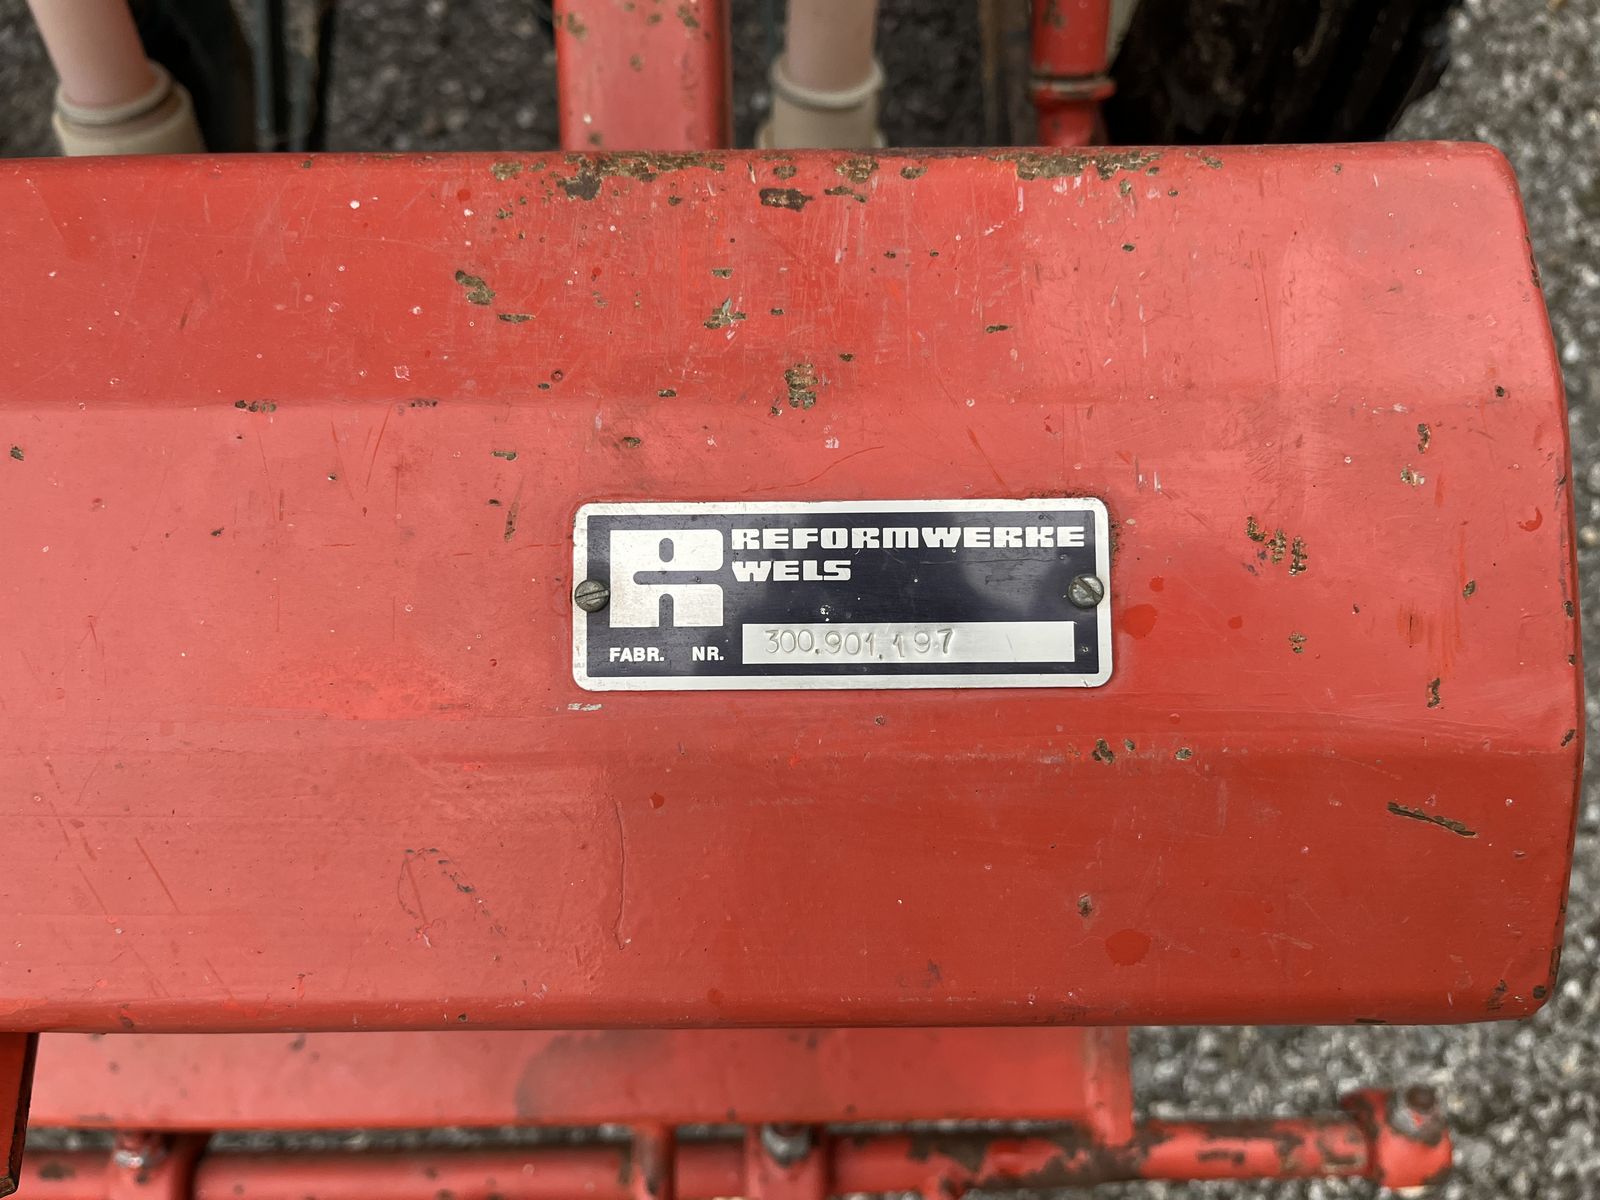 REFORMWERKE
WELS
FABR. NR. 300.901.197